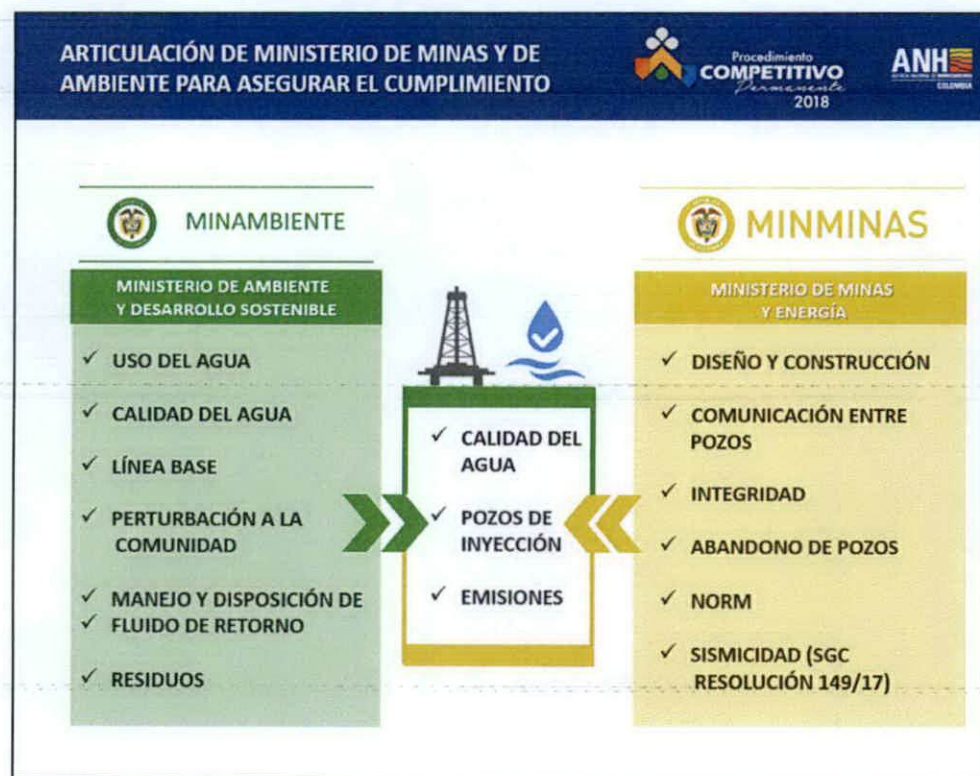 ARTICULACIÓN DE MINISTERIO DE MINAS Y DE
AMBIENTE PARA ASEGURAR EL CUMPLIMIENTO
Procedimiento
COMPETITIVO
Permanente
2018
ANH
COLOMBIA
MINAMBIENTE
MINISTERIO DE AMBIENTE
Y DESARROLLO SOSTENIBLE
✓ USO DEL AGUA
✓ CALIDAD DEL AGUA
✓ LÍNEA BASE
✓ PERTURBACIÓN A LA
COMUNIDAD
✓ MANEJO Y DISPOSICIÓN DE
✓ FLUIDO DE RETORNO
✓ RESIDUOS
✓ CALIDAD DEL
AGUA
✓ POZOS DE
INYECCIÓN
✓ EMISIONES
MINMINAS
MINISTERIO DE MINAS
Y ENERGÍA
✓ DISEÑO Y CONSTRUCCIÓN
✓ COMUNICACIÓN ENTRE
POZOS
✓ INTEGRIDAD
✓ ABANDONO DE POZOS
✓ NORM
✓ SISMICIDAD (SGC
RESOLUCIÓN 149/17)